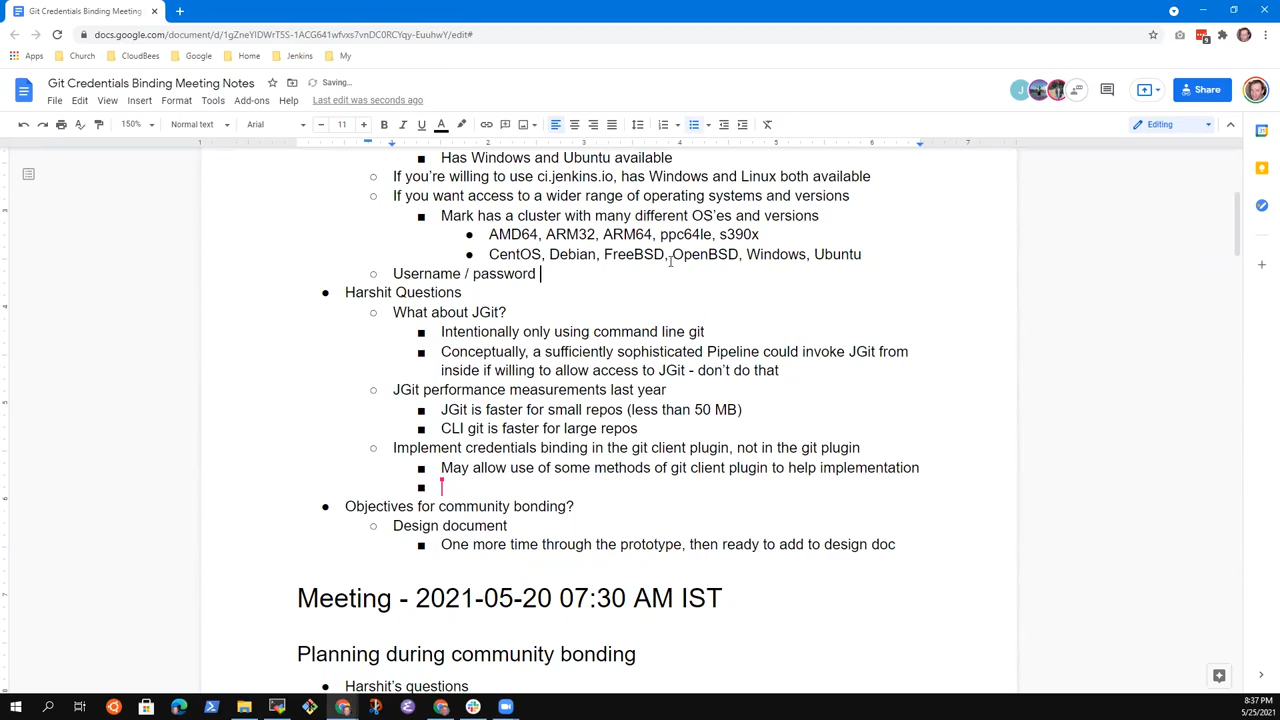 Git Credentials Binding Meeting
docs.google.com/document/d/1gZneYIDWrT5S-1ACG641wfvxs7vnDC0RCYqy-EuuhwY/edit#
Apps Church CloudBees Google Home Jenkins My
Git Credentials Binding Meeting Notes Saving...
File Edit View Insert Format Tools Add-ons Help Last edit was seconds ago
J Share
150% Normal text Arial 11 B I U A Editing
1 1 2 3 4 5 6 7
■ Has Windows and Ubuntu available
○ If you're willing to use ci.jenkins.io, has Windows and Linux both available
○ If you want access to a wider range of operating systems and versions
■ Mark has a cluster with many different OS'es and versions
● AMD64, ARM32, ARM64, ppc64le, s390x
● CentOS, Debian, FreeBSD, OpenBSD, Windows, Ubuntu
○ Username / password
● Harshit Questions
○ What about JGit?
■ Intentionally only using command line git
■ Conceptually, a sufficiently sophisticated Pipeline could invoke JGit from
inside if willing to allow access to JGit - don't do that
○ JGit performance measurements last year
■ JGit is faster for small repos (less than 50 MB)
■ CLI git is faster for large repos
○ Implement credentials binding in the git client plugin, not in the git plugin
■ May allow use of some methods of git client plugin to help implementation
■
● Objectives for community bonding?
○ Design document
■ One more time through the prototype, then ready to add to design doc
Meeting - 2021-05-20 07:30 AM IST
Planning during community bonding
● Harshit's questions
8:37 PM
5/25/2021